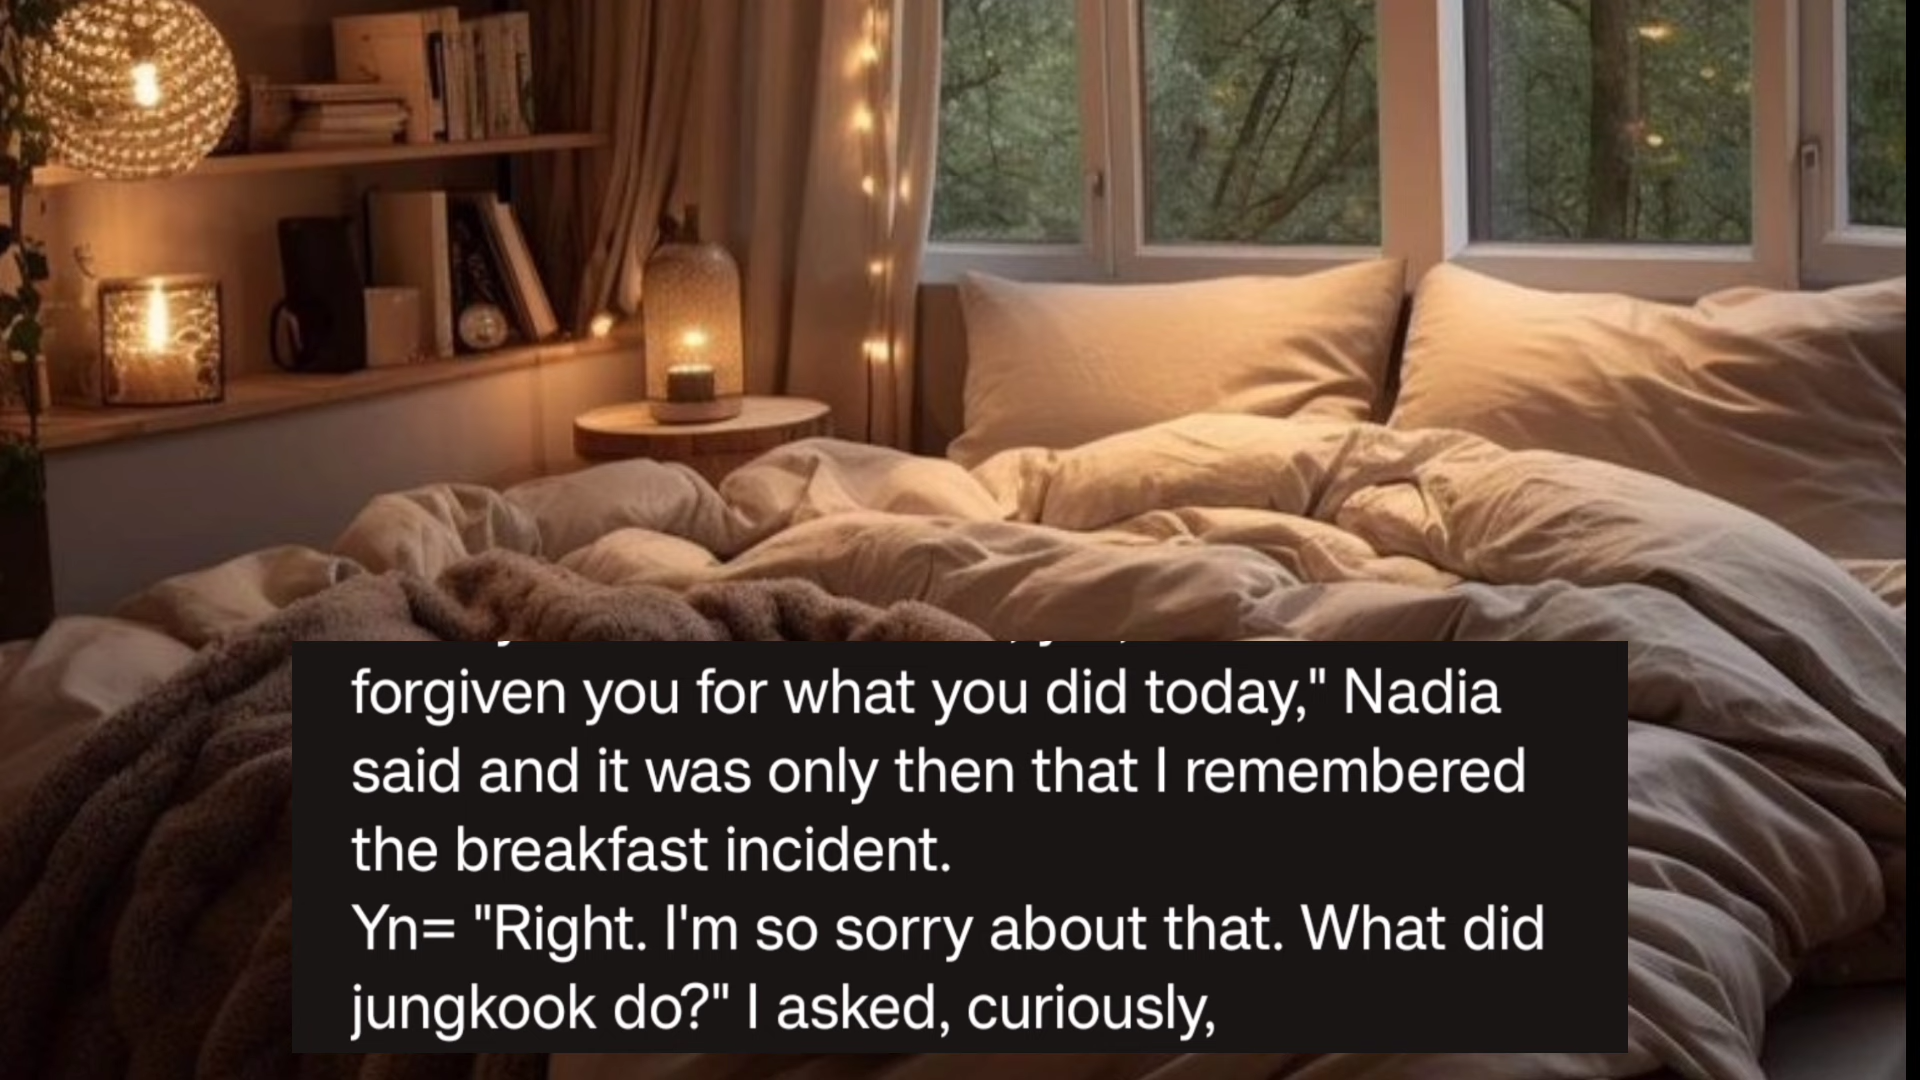 forgiven you for what you did today," Nadia
said and it was only then that I remembered
the breakfast incident.
Yn= "Right. I'm so sorry about that. What did
jungkook do?" I asked, curiously,